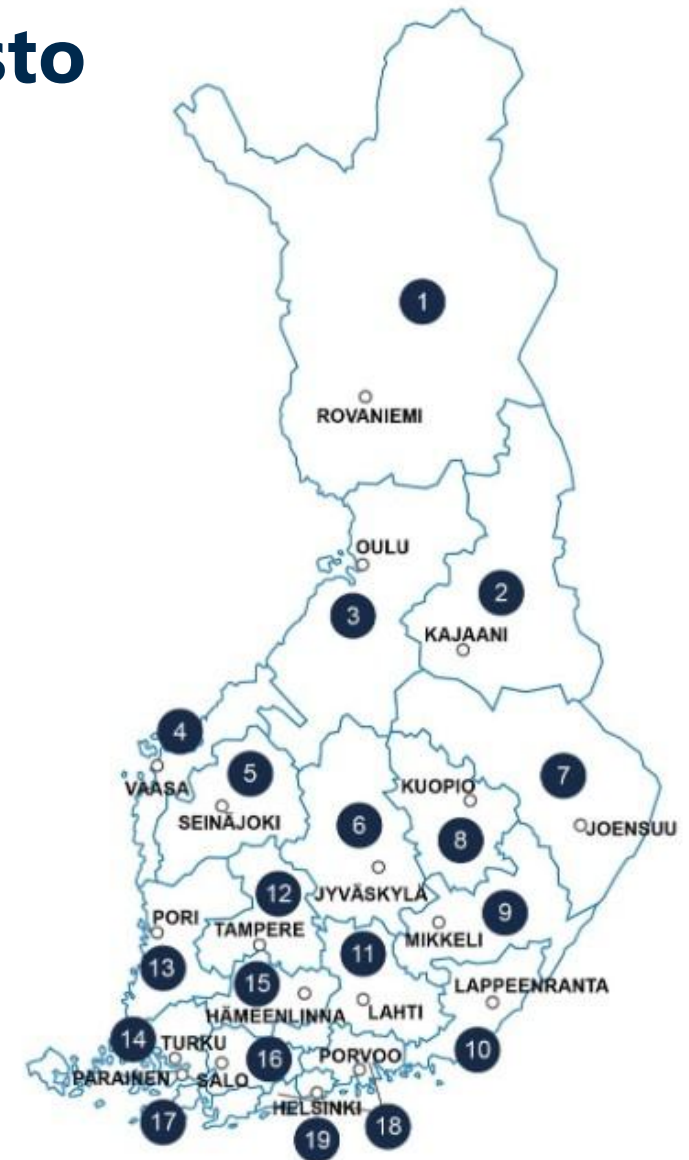 sto
1
ROVANIEMI
OULU
2
3
KAJAANI
4
5
7
VAASA
KUOPIO
SEINÄJOKI
6
JOENSUU
8
12
JYVÄSKYLÄ
9
PORI
TAMPERE
MIKKELI
11
13
15
LAPPEENRANTA
HÄMEENLINNA
LAHTI
14
TURKU
16
PORVOO
10
PARAINEN
SALO
HELSINKI
17
19
18